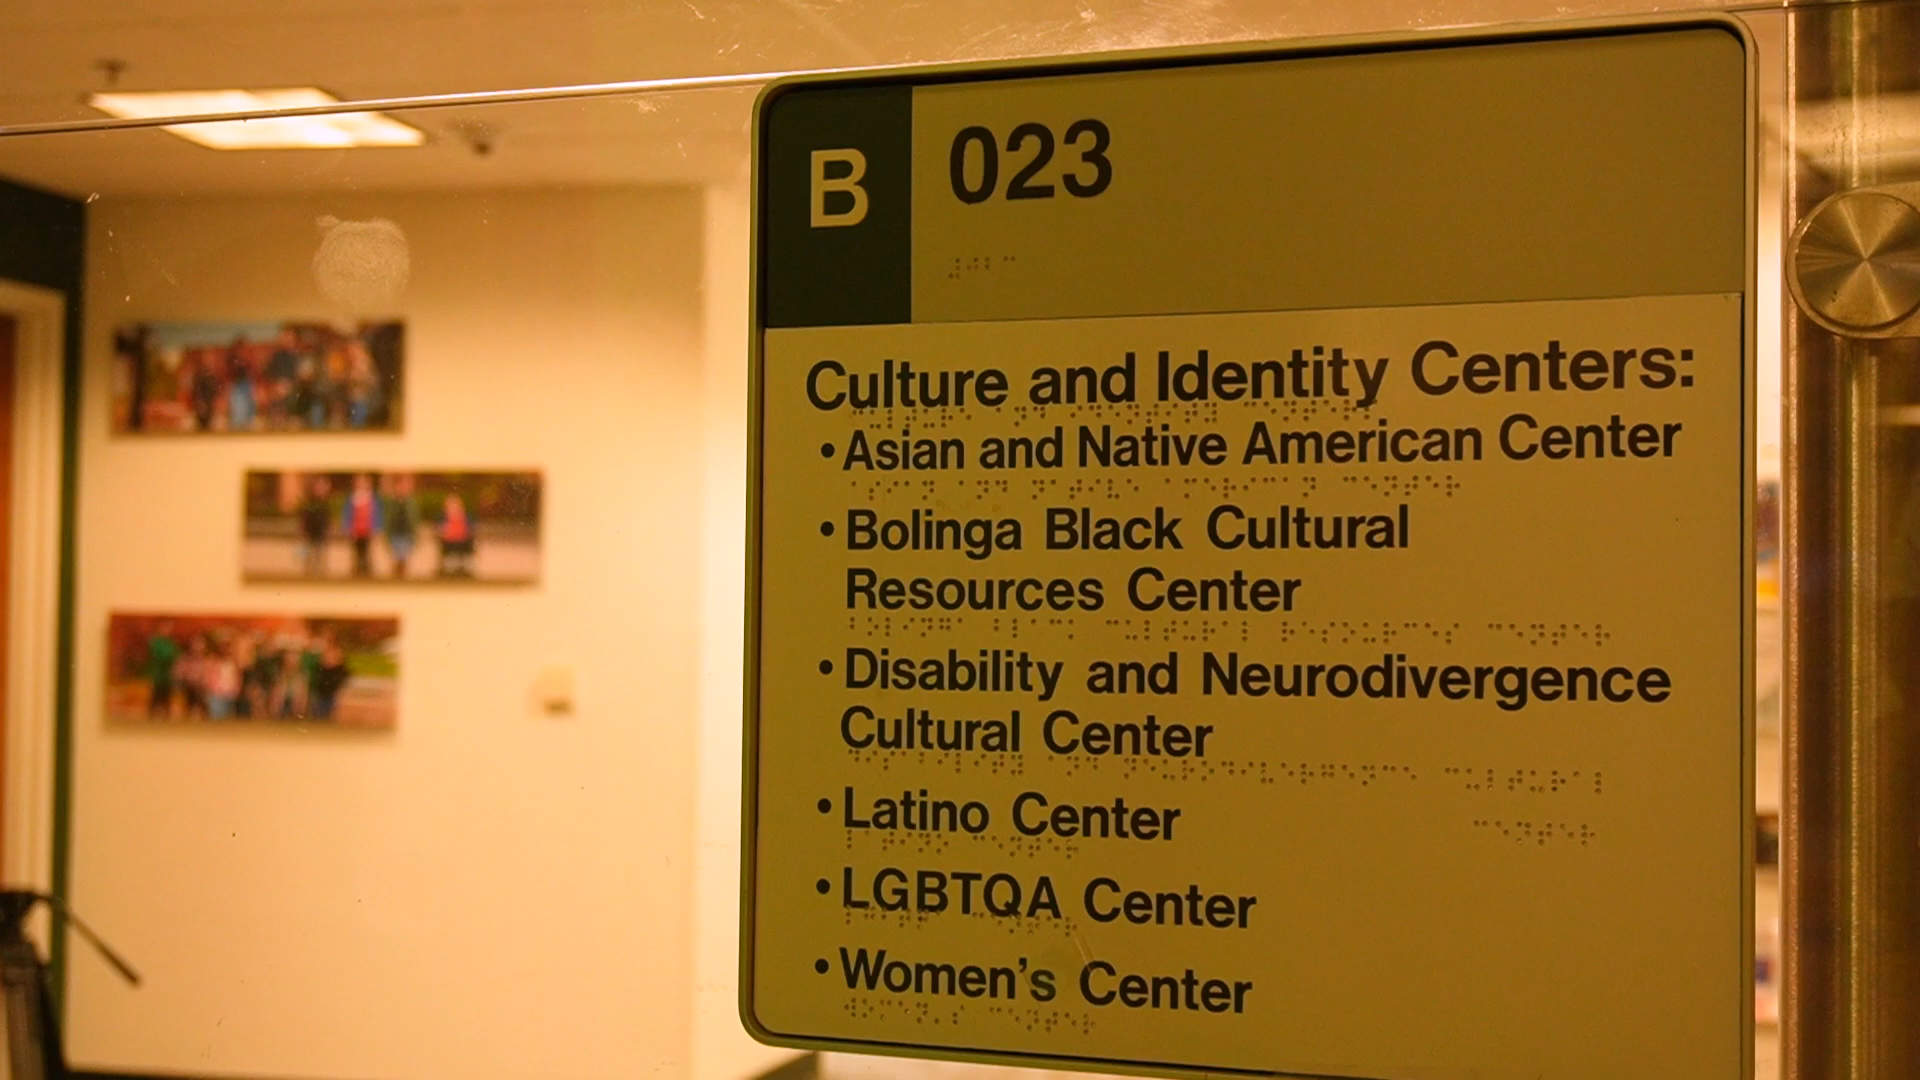 B 023
Culture and Identity Centers:
• Asian and Native American Center
• Bolinga Black Cultural
Resources Center
• Disability and Neurodivergence
Cultural Center
• Latino Center
• LGBTQA Center
• Women's Center